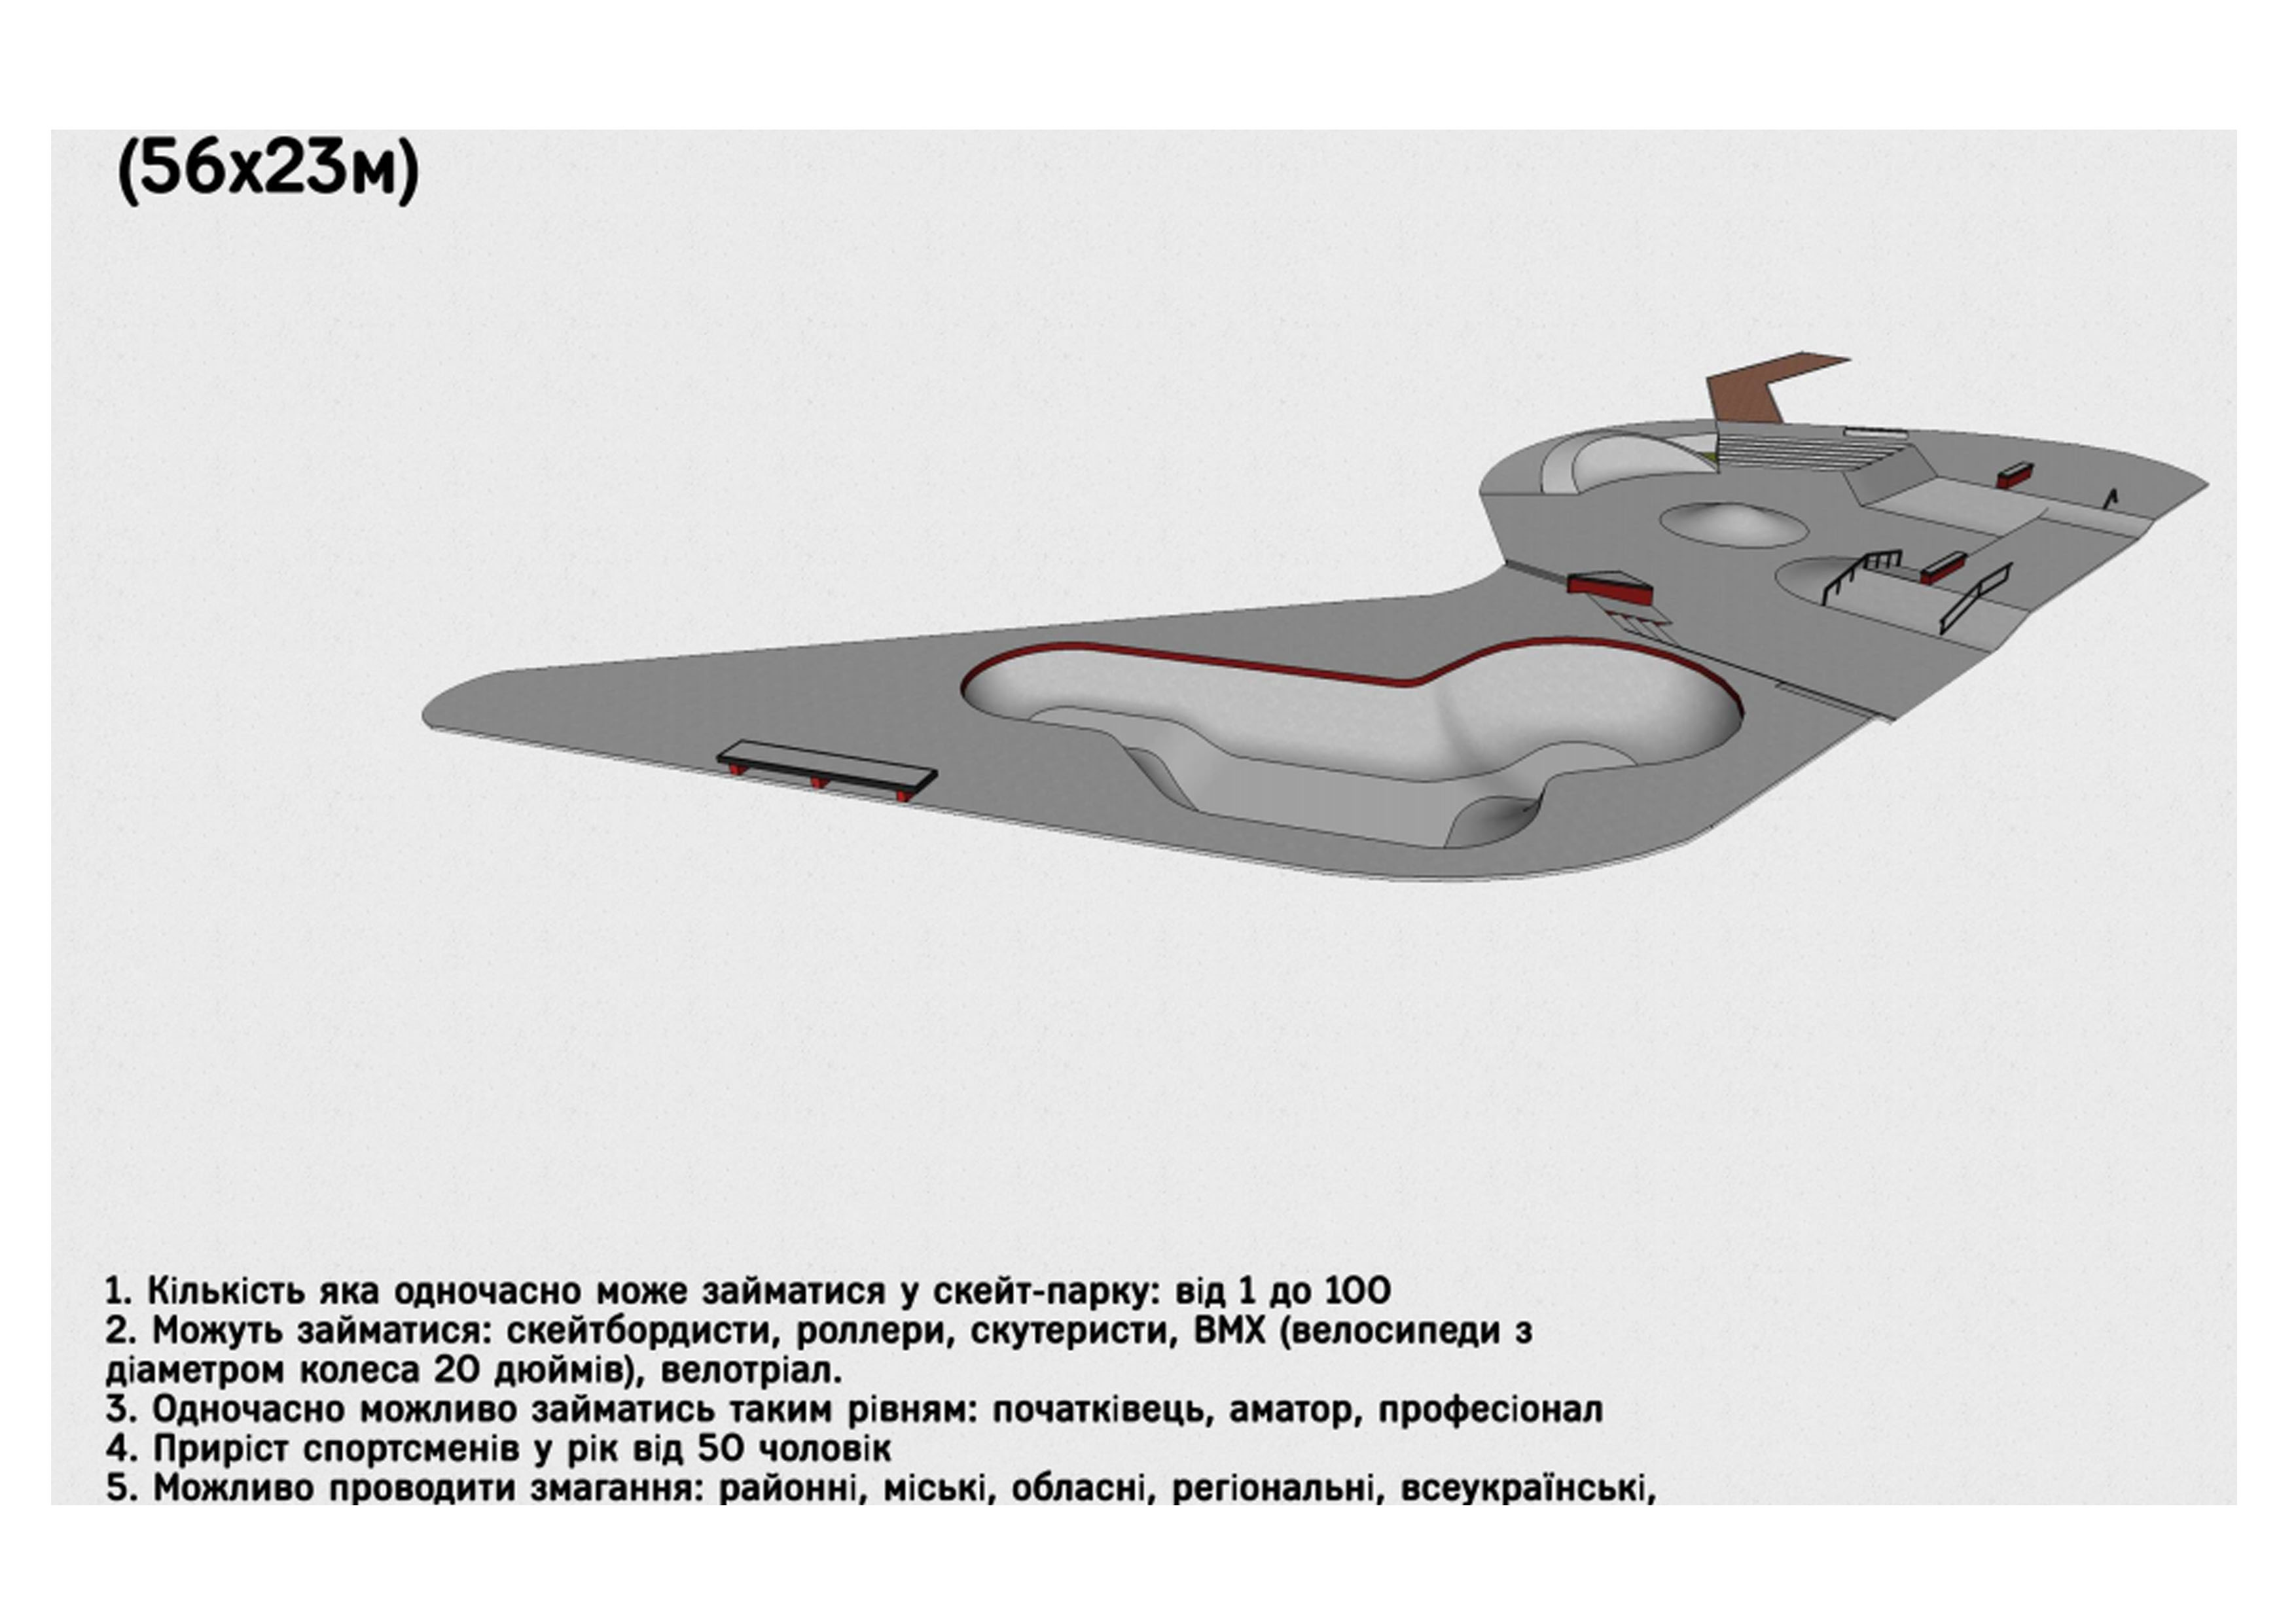 (56х23м)
1. Кількість яка одночасно може займатися у скейт-парку: від 1 до 100
2. Можуть займатися: скейтбордисти, роллери, скутеристи, BMX (велосипеди з
діаметром колеса 20 дюймів), велотріал.
3. Одночасно можливо займатись таким рівням: початківець, аматор, професіонал
4. Приріст спортсменів у рік від 50 чоловік
5. Можливо проводити змагання: районні, міські, обласні, регіональні, всеукраїнські,